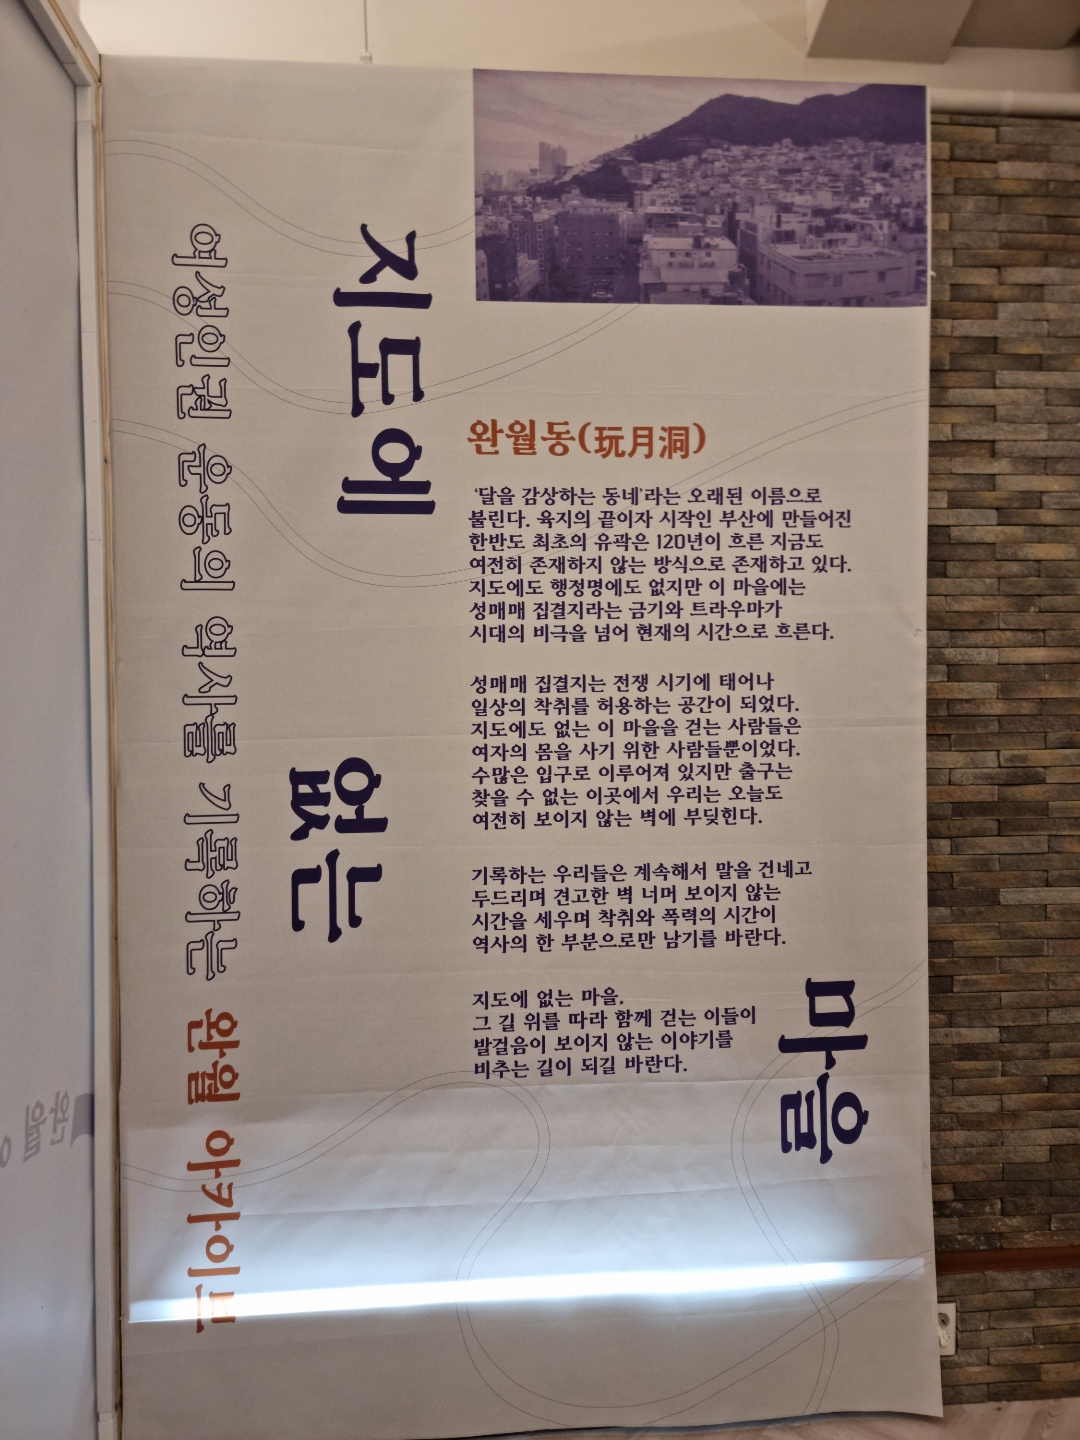 여성인권 운동의 역사를 기록하는 완월 아카이브
지도에
없는
마을
완월동(玩月洞)
'달을 감상하는 동네'라는 오래된 이름으로
불린다. 육지의 끝이자 시작인 부산에 만들어진
한반도 최초의 유곽은 120년이 흐른 지금도
여전히 존재하지 않는 방식으로 존재하고 있다.
지도에도 행정명에도 없지만 이 마을에는
성매매 집결지라는 금기와 트라우마가
시대의 비극을 넘어 현재의 시간으로 흐른다.
성매매 집결지는 전쟁 시기에 태어나
일상의 착취를 허용하는 공간이 되었다.
지도에도 없는 이 마을을 걷는 사람들은
여자의 몸을 사기 위한 사람들뿐이었다.
수많은 입구로 이루어져 있지만 출구는
찾을 수 없는 이곳에서 우리는 오늘도
여전히 보이지 않는 벽에 부딪힌다.
기록하는 우리들은 계속해서 말을 건네고
두드리며 견고한 벽 너머 보이지 않는
시간을 세우며 착취와 폭력의 시간이
역사의 한 부분으로만 남기를 바란다.
지도에 없는 마을,
그 길 위를 따라 함께 걷는 이들이
발걸음이 보이지 않는 이야기를
비추는 길이 되길 바란다.